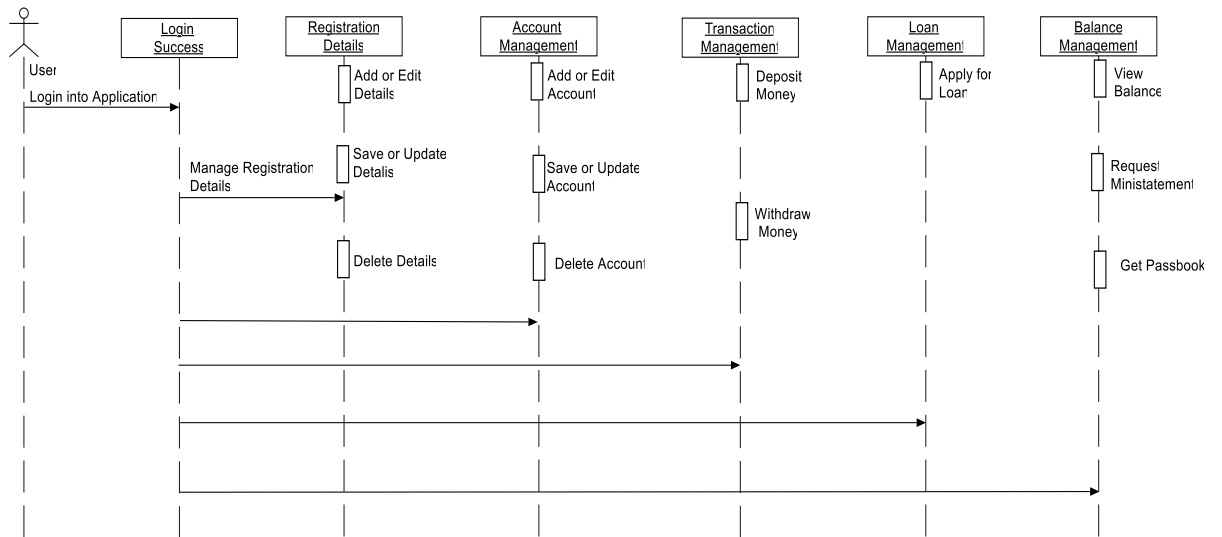 Login
Success
Registration
Details
Account
Management
Transaction
Management
Loan
Management
Balance
Management
User
Add or Edit
Details
Add or Edit
Account
Deposit
Money
Apply for
Loan
View
Balance
Login into Application
Save or Update
Detalis
Manage Registration
Details
Save or Update
Account
Request
Ministatement
Withdraw
Money
Delete Details
Delete Account
Get Passbook